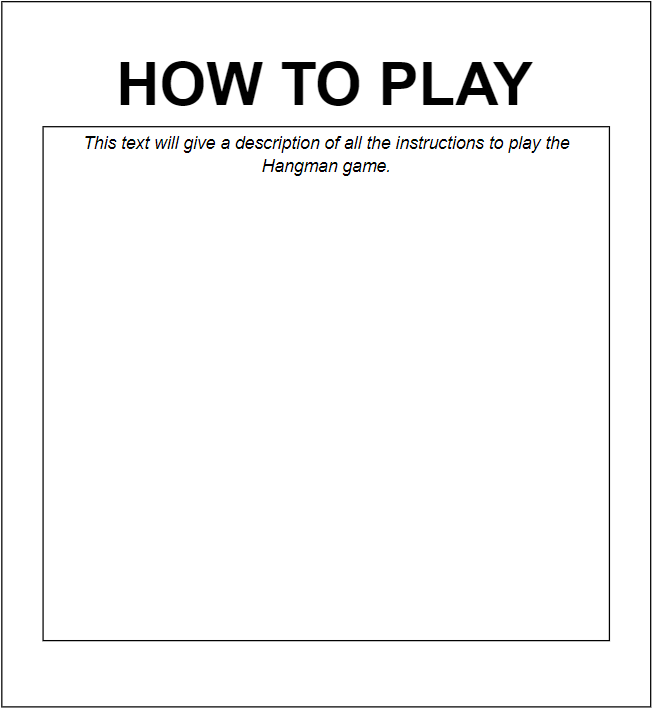 HOW TO PLAY
This text will give a description of all the instructions to play the
Hangman game.